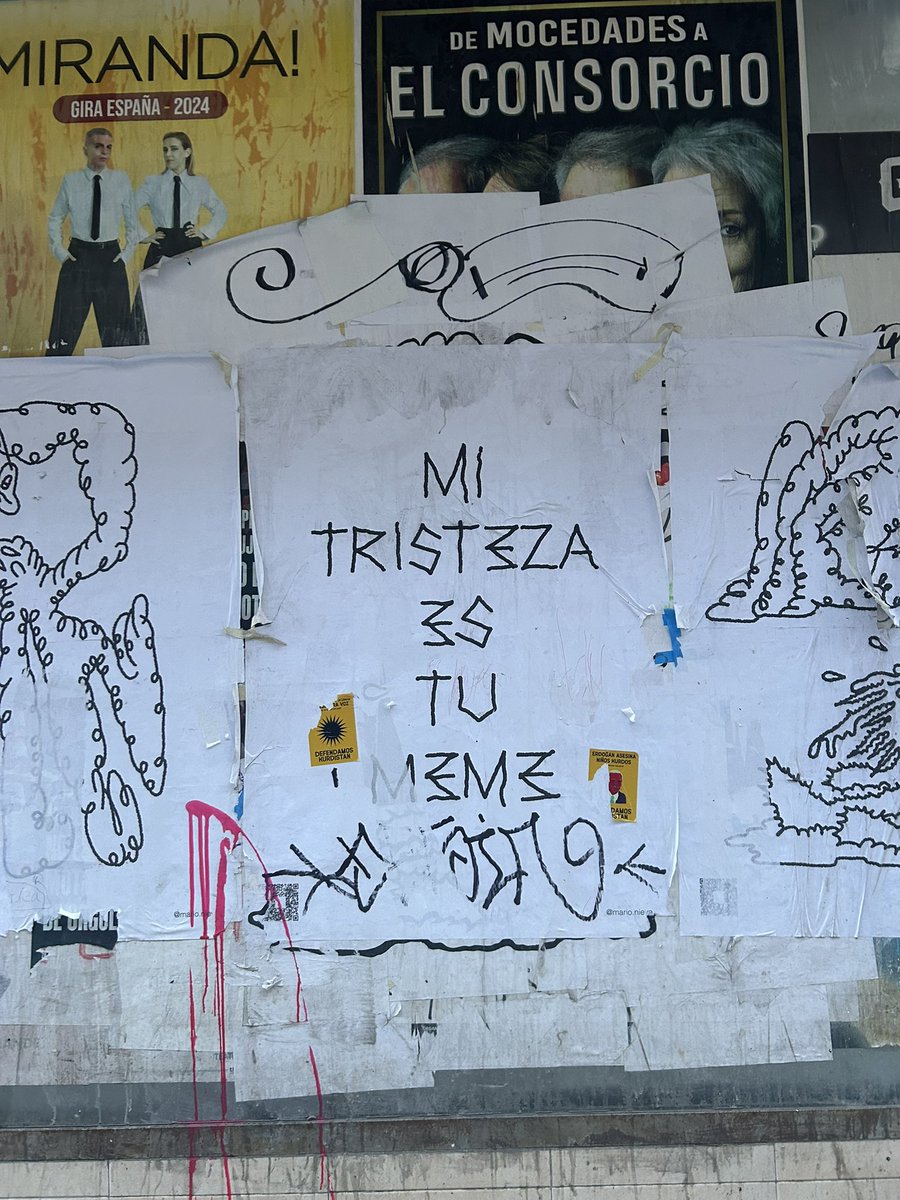 MIRANDA!
GIRA ESPAÑA - 2024
DE MOCEDADES A
EL CONSORCIO
MI
TRISTEZA
ES
TU
MEME
DEFENDAMOS
KURDISTAN
ERDOĞAN ASESINA
NIÑOS KURDOS
@mario.nie
@mario.nie